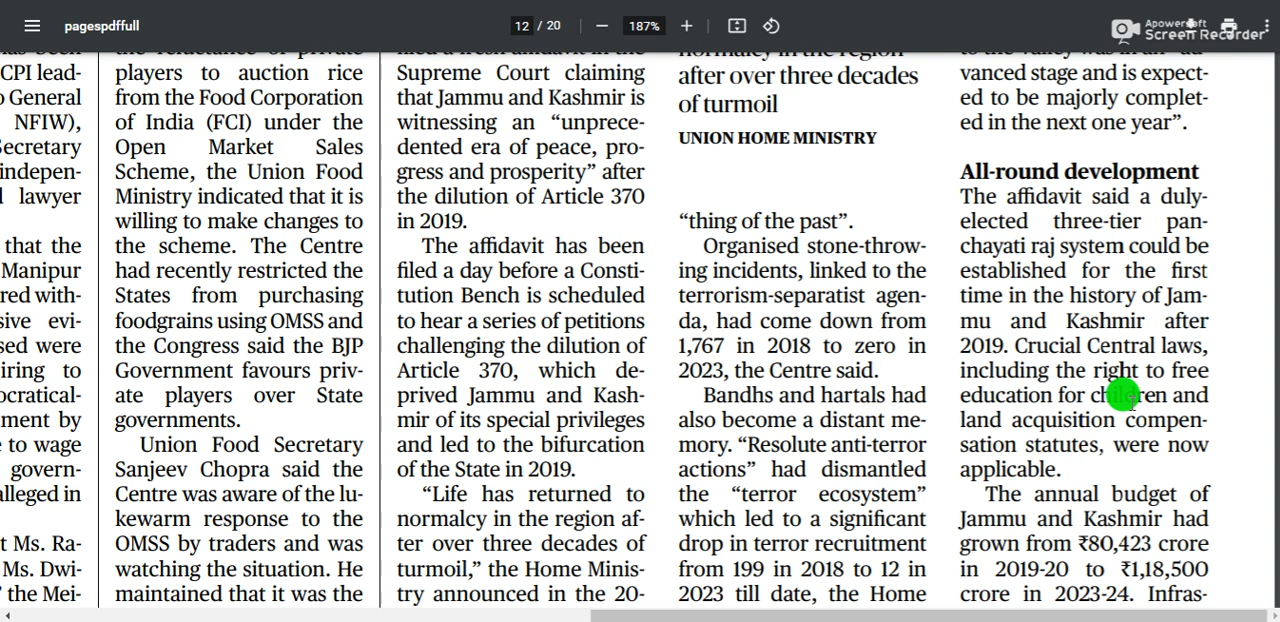 pagespdffull
12 / 20
187%
Apowersoft
Screen Recorder
CPI lead-
General
NFIW),
Secretary
indepen-
lawyer
that the
Manipur
red with-
sive evi-
sed were
iring to
ocratical-
ment by
to wage
govern-
alleged in
t Ms. Ra-
Ms. Dwi-
the Mei-
the reluctance of private
players to auction rice
from the Food Corporation
of India (FCI) under the
Open Market Sales
Scheme, the Union Food
Ministry indicated that it is
willing to make changes to
the scheme. The Centre
had recently restricted the
States from purchasing
foodgrains using OMSS and
the Congress said the BJP
Government favours priv-
ate players over State
governments.
Union Food Secretary
Sanjeev Chopra said the
Centre was aware of the lu-
kewarm response to the
OMSS by traders and was
watching the situation. He
maintained that it was the
a fresh affidavit in the
Supreme Court claiming
that Jammu and Kashmir is
witnessing an “unprece-
dented era of peace, pro-
gress and prosperity” after
the dilution of Article 370
in 2019.
The affidavit has been
filed a day before a Consti-
tution Bench is scheduled
to hear a series of petitions
challenging the dilution of
Article 370, which de-
prived Jammu and Kash-
mir of its special privileges
and led to the bifurcation
of the State in 2019.
“Life has returned to
normalcy in the region af-
ter over three decades of
turmoil,” the Home Minis-
try announced in the 20-
normalcy in the region
after over three decades
of turmoil
UNION HOME MINISTRY
“thing of the past”.
Organised stone-throw-
ing incidents, linked to the
terrorism-separatist agen-
da, had come down from
1,767 in 2018 to zero in
2023, the Centre said.
Bandhs and hartals had
also become a distant me-
mory. “Resolute anti-terror
actions” had dismantled
the “terror ecosystem”
which led to a significant
drop in terror recruitment
from 199 in 2018 to 12 in
2023 till date, the Home
to the valley was in an ad-
vanced stage and is expect-
ed to be majorly complet-
ed in the next one year”.
All-round development
The affidavit said a duly-
elected three-tier pan-
chayati raj system could be
established for the first
time in the history of Jam-
mu and Kashmir after
2019. Crucial Central laws,
including the right to free
education for children and
land acquisition compen-
sation statutes, were now
applicable.
The annual budget of
Jammu and Kashmir had
grown from ₹80,423 crore
in 2019-20 to ₹1,18,500
crore in 2023-24. Infras-